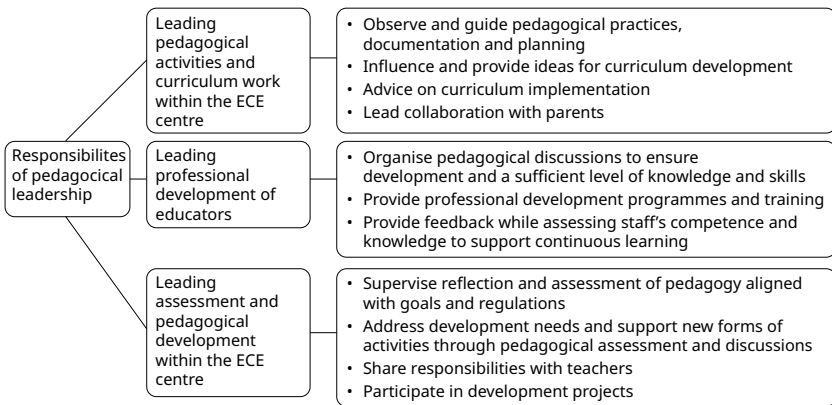 Leading
pedagogical
activities and
curriculum work
within the ECE
centre
• Observe and guide pedagogical practices,
documentation and planning
• Influence and provide ideas for curriculum development
• Advice on curriculum implementation
• Lead collaboration with parents
Responsibilites
of pedagocical
leadership
Leading
professional
development of
educators
• Organise pedagogical discussions to ensure
development and a sufficient level of knowledge and skills
• Provide professional development programmes and training
• Provide feedback while assessing staff’s competence and
knowledge to support continuous learning
Leading
assessment and
pedagogical
development
within the ECE
centre
• Supervise reflection and assessment of pedagogy aligned
with goals and regulations
• Address development needs and support new forms of
activities through pedagogical assessment and discussions
• Share responsibilities with teachers
• Participate in development projects